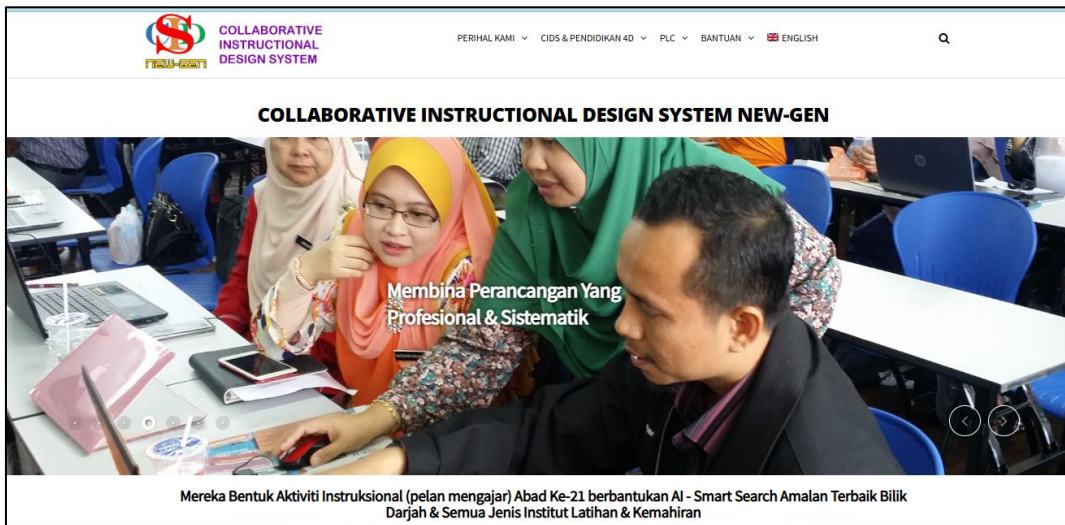 COLLABORATIVE
INSTRUCTIONAL
DESIGN SYSTEM
NEW-GEN
PERIHAL KAMI CIDS & PENDIDIKAN 4D PLC BANTUAN ENGLISH
COLLABORATIVE INSTRUCTIONAL DESIGN SYSTEM NEW-GEN
Membina Perancangan Yang
Profesional & Sistematik
Mereka Bentuk Aktiviti Instruksional (pelan mengajar) Abad Ke-21 berbantukan AI - Smart Search Amalan Terbaik Bilik
Darjah & Semua Jenis Institut Latihan & Kemahiran